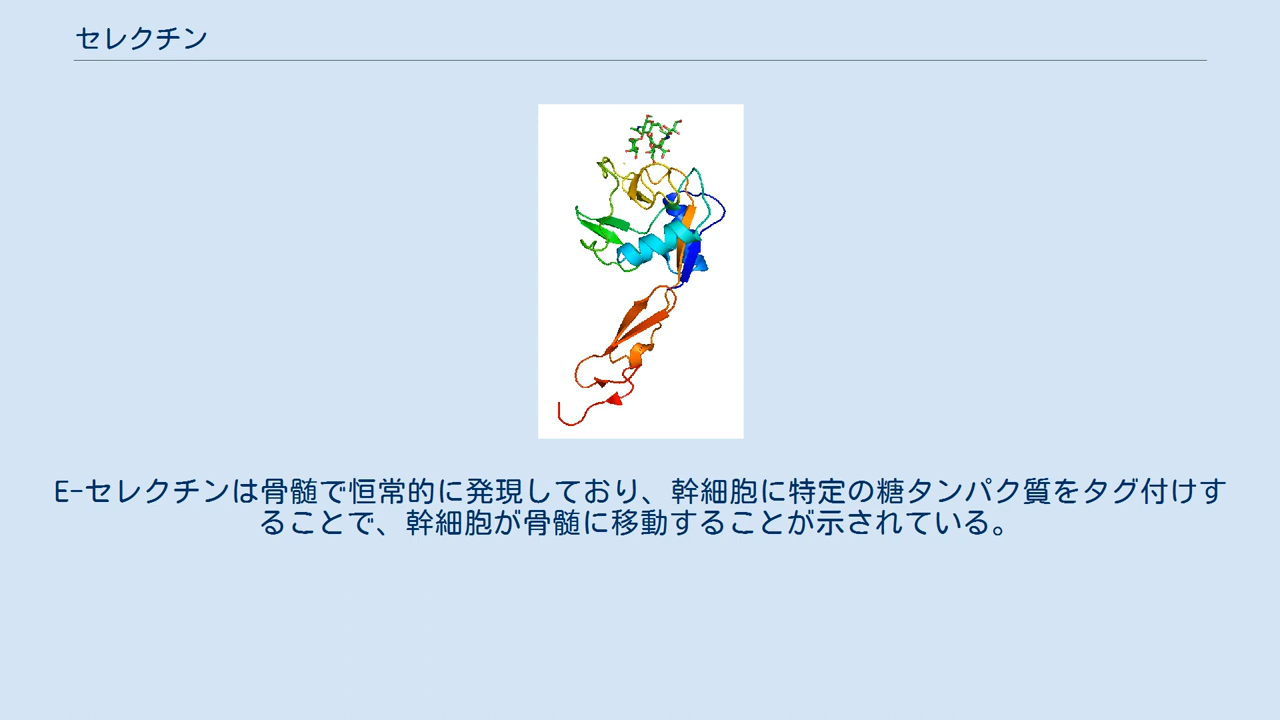 セレクチン
E-セレクチンは骨髄で恒常的に発現しており、幹細胞に特定の糖タンパク質をタグ付けす
ることで、幹細胞が骨髄に移動することが示されている。